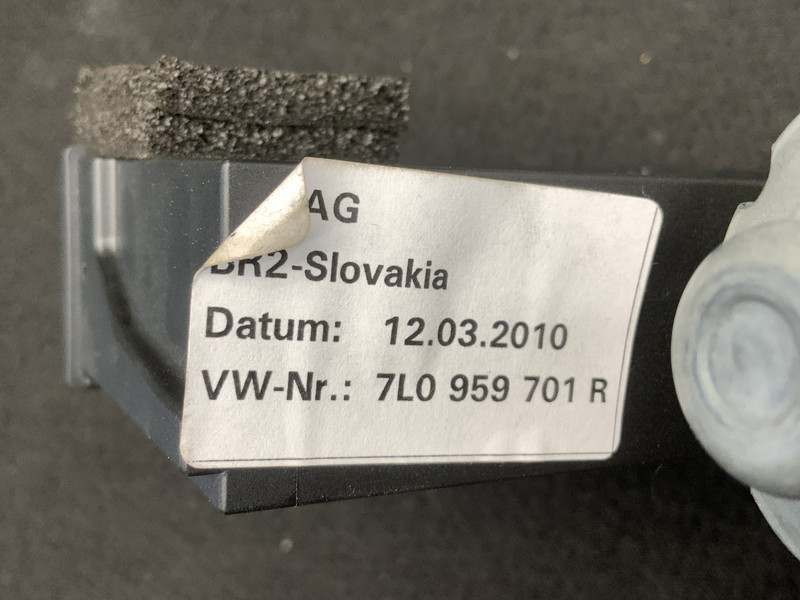 AG
BR2-Slovakia
Datum: 12.03.2010
VW-Nr.: 7L0 959 701 R